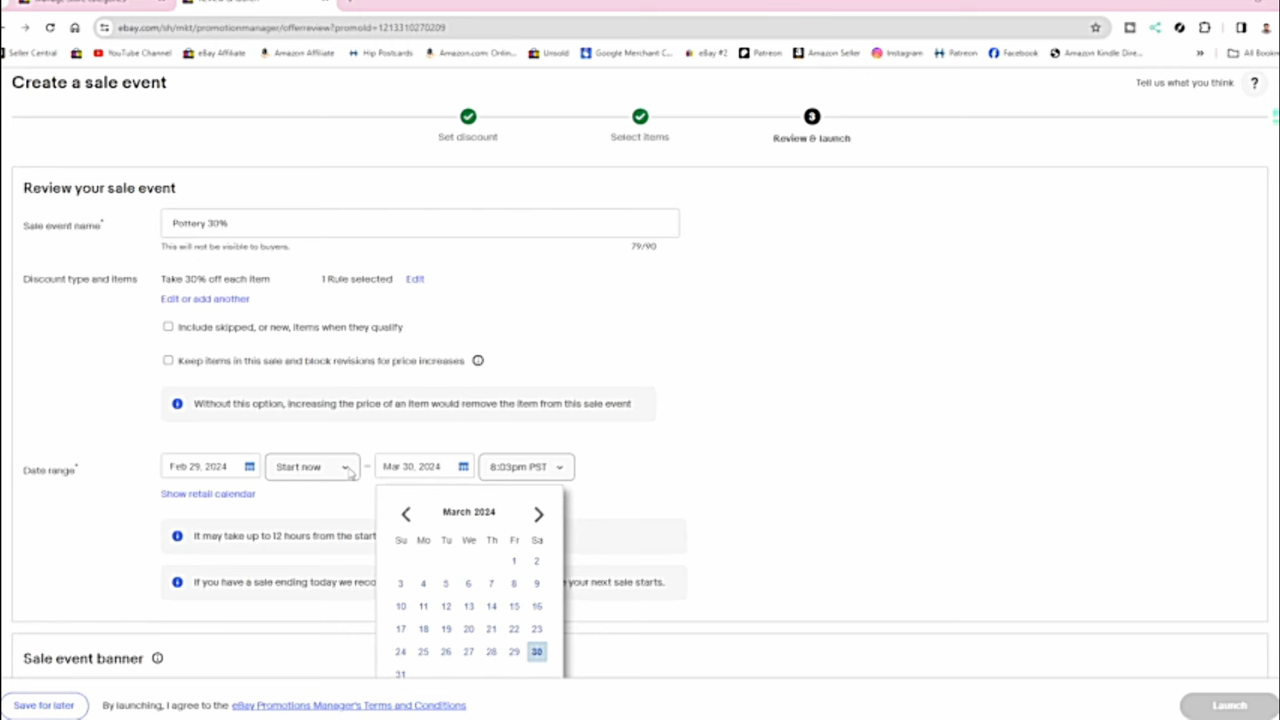 ebay.com/sh/mkt/promotionmanager/offerreview?promoId=1213310270209
Seller Central YouTube Channel eBay Affiliate Amazon Affiliate Hip Postcards Amazon.com: Onlin... Unsold Google Merchant C... eBay #2 Patreon Amazon Seller Instagram Patreon Facebook Amazon Kindle Dire... » All Bookm
Create a sale event
Tell us what you think ?
3
Set discount Select items Review & launch
Review your sale event
Sale event name* Pottery 30%
This will not be visible to buyers. 79/90
Discount type and items Take 30% off each item 1 Rule selected Edit
Edit or add another
Include skipped, or new, items when they qualify
Keep items in this sale and block revisions for price increases
Without this option, increasing the price of an item would remove the item from this sale event
Date range* Feb 29, 2024 Start now – Mar 30, 2024 8:03pm PST
Show retail calendar
March 2024
It may take up to 12 hours from the start
Su Mo Tu We Th Fr Sa
1 2
If you have a sale ending today we reco your next sale starts.
3 4 5 6 7 8 9
10 11 12 13 14 15 16
17 18 19 20 21 22 23
24 25 26 27 28 29 30
31
Sale event banner
Save for later By launching, I agree to the eBay Promotions Manager's Terms and Conditions Launch